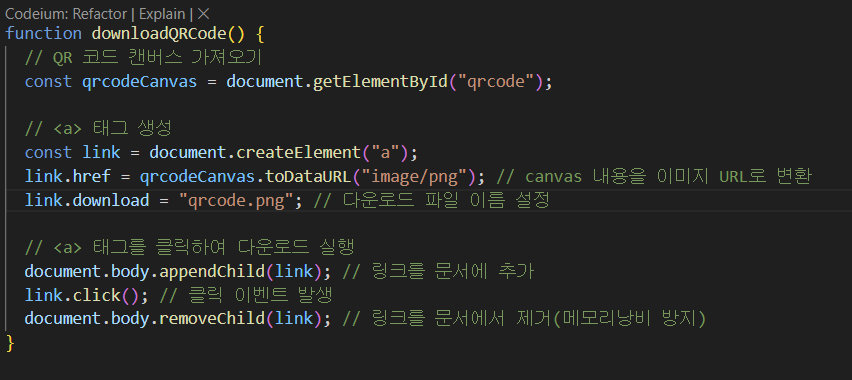 Codeium: Refactor | Explain | ×
function downloadQRCode() {
// QR 코드 캔버스 가져오기
const qrcodeCanvas = document.getElementById("qrcode");
// <a> 태그 생성
const link = document.createElement("a");
link.href = qrcodeCanvas.toDataURL("image/png"); // canvas 내용을 이미지 URL로 변환
link.download = "qrcode.png"; // 다운로드 파일 이름 설정
// <a> 태그를 클릭하여 다운로드 실행
document.body.appendChild(link); // 링크를 문서에 추가
link.click(); // 클릭 이벤트 발생
document.body.removeChild(link); // 링크를 문서에서 제거(메모리낭비 방지)
}